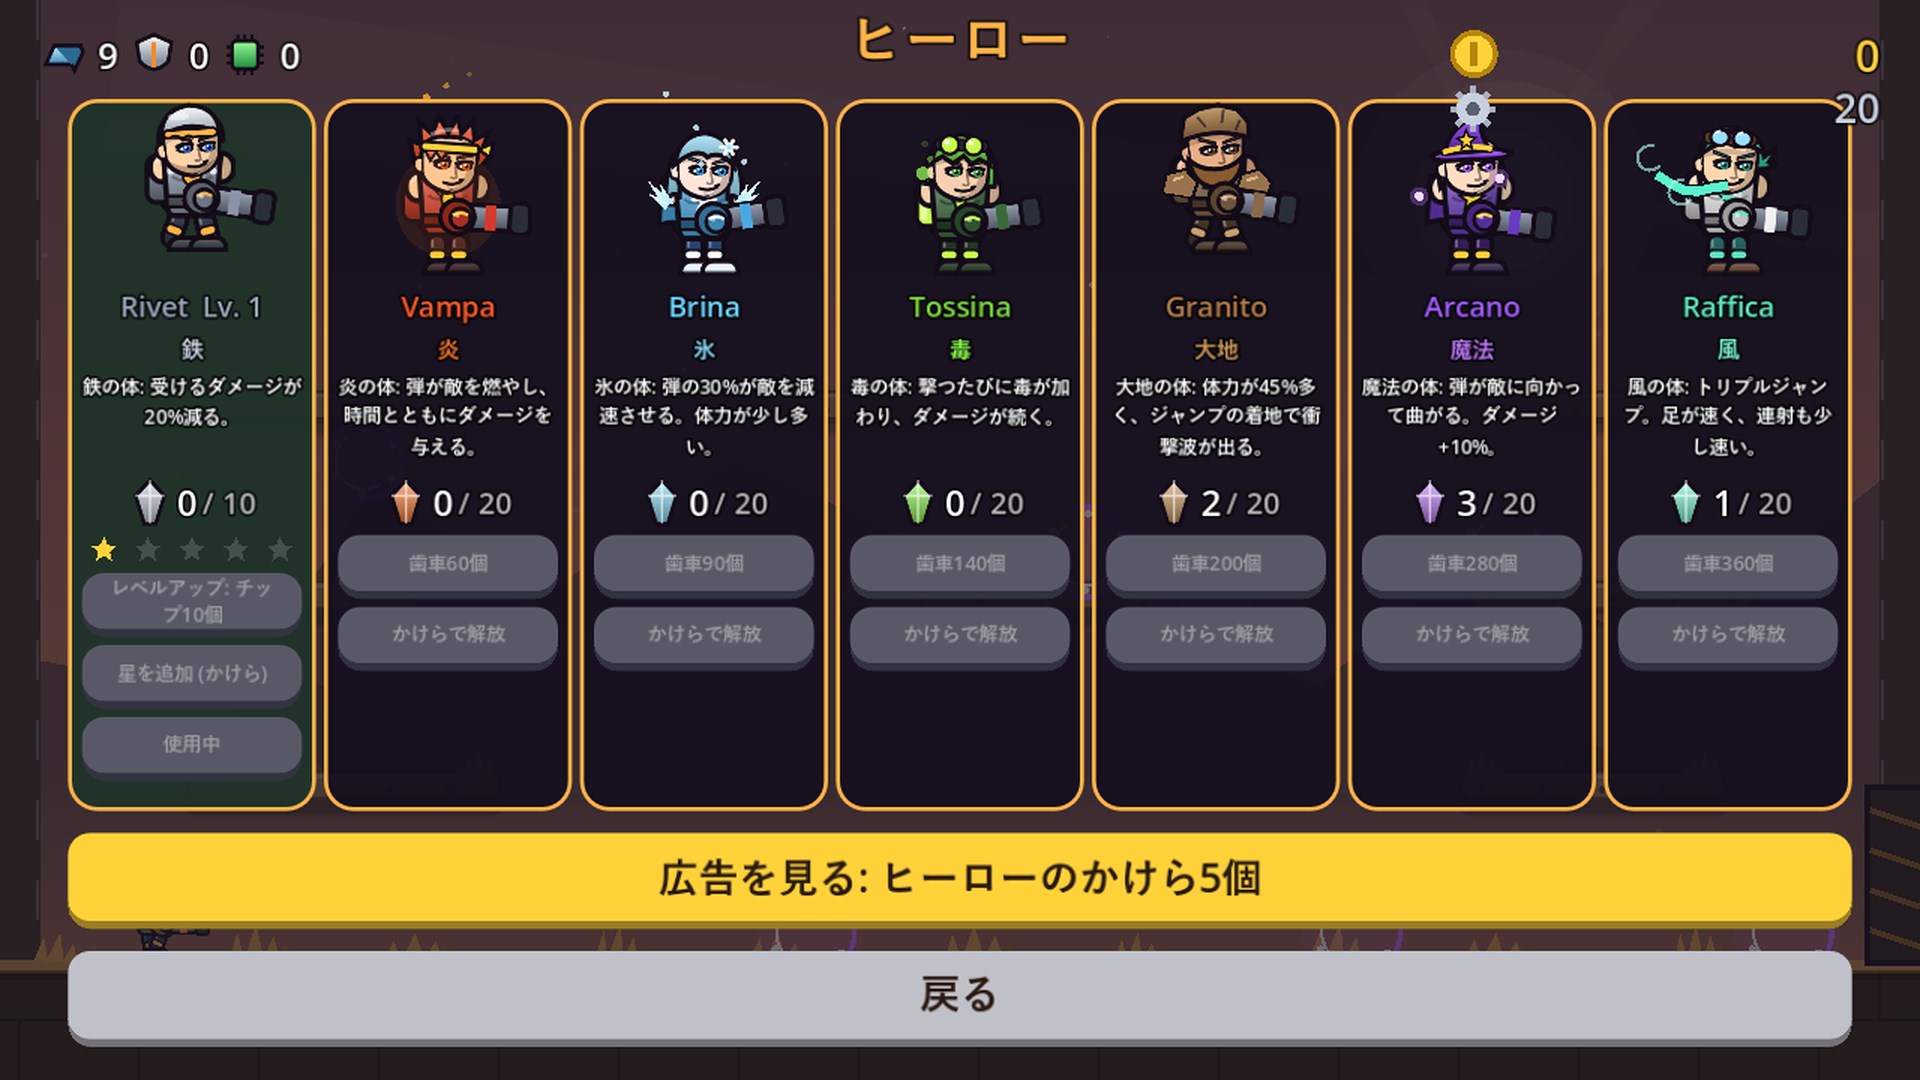 ヒーロー
9 0 0
0
20
Rivet Lv. 1
鉄
鉄の体: 受けるダメージが
20%減る。
0/ 10
レベルアップ: チッ
プ10個
星を追加 (かけら)
使用中
Vampa
炎
炎の体: 弾が敵を燃やし、
時間とともにダメージを
与える。
0/ 20
歯車60個
かけらで解放
Brina
氷
氷の体: 弾の30%が敵を減
速させる。体力が少し多
い。
0/ 20
歯車90個
かけらで解放
Tossina
毒
毒の体: 撃つたびに毒が加
わり、ダメージが続く。
0/ 20
歯車140個
かけらで解放
Granito
大地
大地の体: 体力が45%多
く、ジャンプの着地で衝
撃波が出る。
2/ 20
歯車200個
かけらで解放
Arcano
魔法
魔法の体: 弾が敵に向かっ
て曲がる。ダメージ
+10%。
3/ 20
歯車280個
かけらで解放
Raffica
風
風の体: トリプルジャン
プ。足が速く、連射も少
し速い。
1/ 20
歯車360個
かけらで解放
広告を見る: ヒーローのかけら5個
戻る